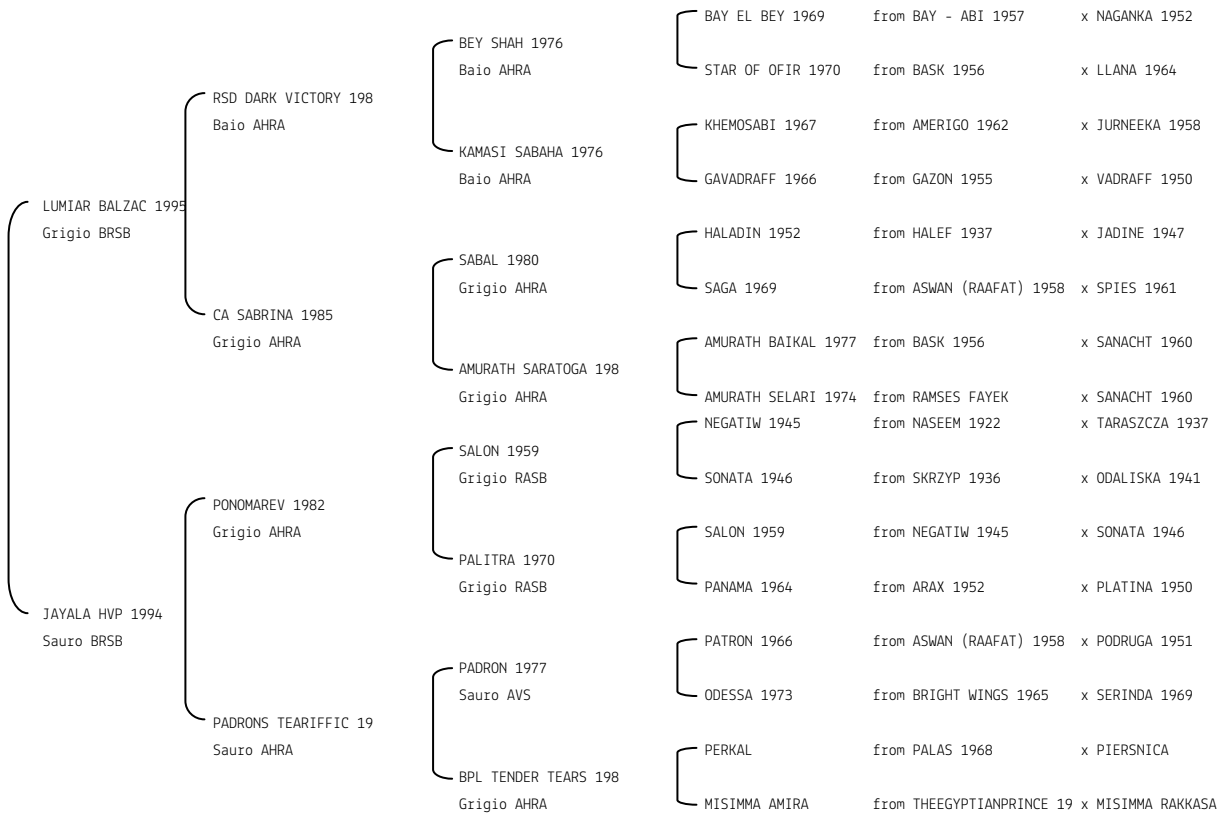 BAY EL BEY 1969 from BAY - ABI 1957 x NAGANKA 1952
BEY SHAH 1976
Baio AHRA
STAR OF OFIR 1970 from BASK 1956 x LLANA 1964
RSD DARK VICTORY 198
Baio AHRA
KHEMOSABI 1967 from AMERIGO 1962 x JURNEEKA 1958
KAMASI SABAHA 1976
Baio AHRA
GAVADRAFF 1966 from GAZON 1955 x VADRAFF 1950
LUMIAR BALZAC 1995
Grigio BRSB
HALADIN 1952 from HALEF 1937 x JADINE 1947
SABAL 1980
Grigio AHRA
SAGA 1969 from ASWAN (RAAFAT) 1958 x SPIES 1961
CA SABRINA 1985
Grigio AHRA
AMURATH BAIKAL 1977 from BASK 1956 x SANACHT 1960
AMURATH SARATOGA 198
Grigio AHRA
AMURATH SELARI 1974 from RAMSES FAYEK x SANACHT 1960
NEGATIW 1945 from NASEEM 1922 x TARASZCZA 1937
SALON 1959
Grigio RASB
SONATA 1946 from SKRZYP 1936 x ODALISKA 1941
PONOMAREV 1982
Grigio AHRA
SALON 1959 from NEGATIW 1945 x SONATA 1946
PALITRA 1970
Grigio RASB
PANAMA 1964 from ARAX 1952 x PLATINA 1950
JAYALA HVP 1994
Sauro BRSB
PATRON 1966 from ASWAN (RAAFAT) 1958 x PODRUGA 1951
PADRON 1977
Sauro AVS
ODESSA 1973 from BRIGHT WINGS 1965 x SERINDA 1969
PADRONS TEARIFFIC 19
Sauro AHRA
PERKAL from PALAS 1968 x PIERSNICA
BPL TENDER TEARS 198
Grigio AHRA
MISIMMA AMIRA from THEEGYPTIANPRINCE 19 x MISIMMA RAKKASA